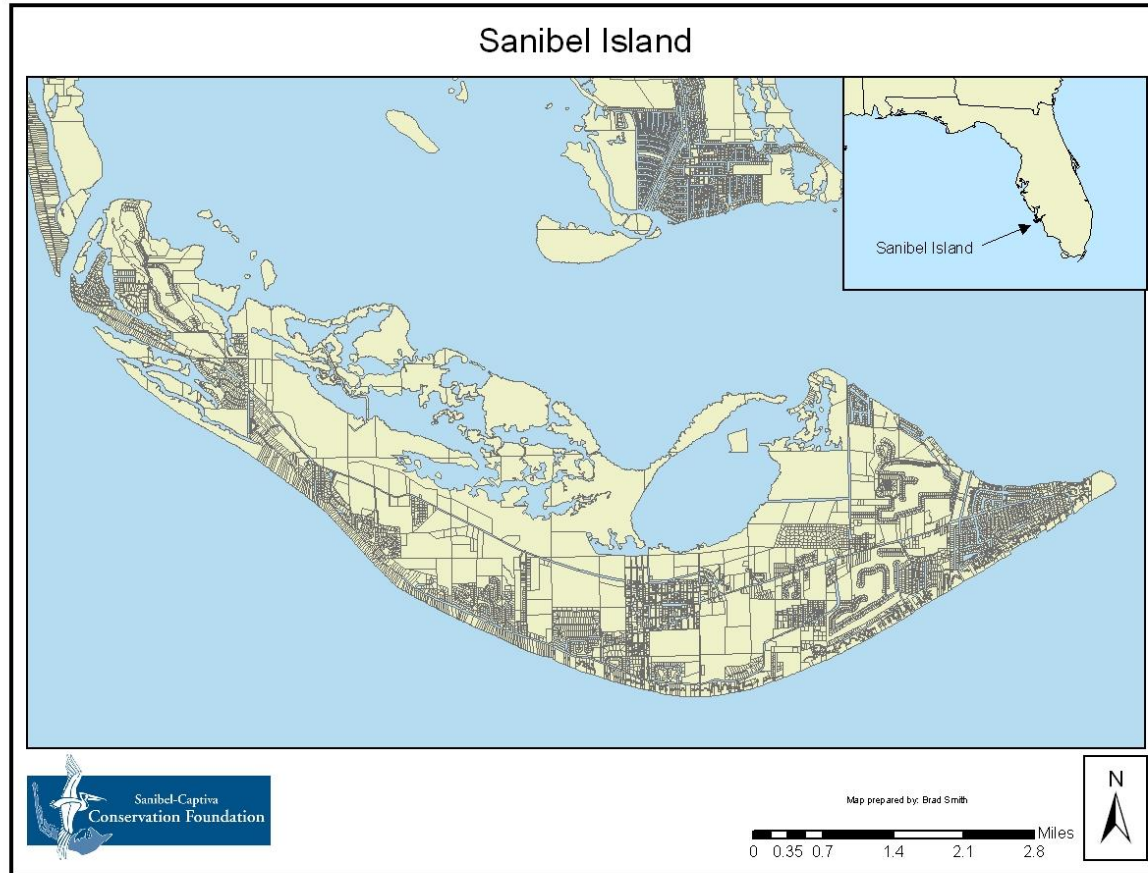 Sanibel Island
Sanibel Island
Sanibel-Captiva
Conservation Foundation
Map prepared by: Brad Smith
Miles
0 0.35 0.7 1.4 2.1 2.8
N